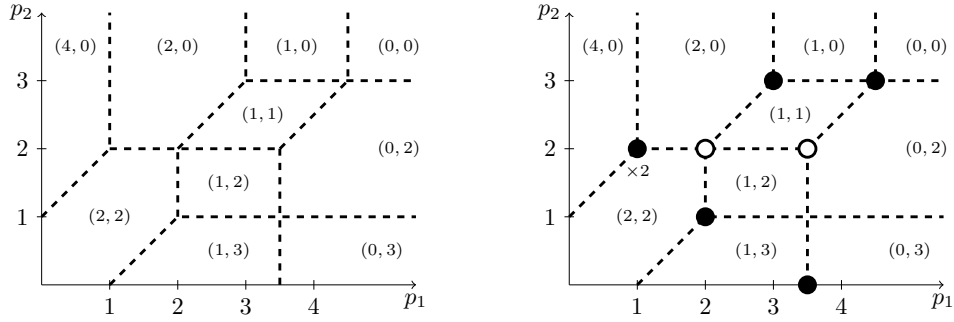 p₂
(4, 0) (2, 0) (1, 0) (0, 0)
3
(1, 1)
2 (0, 2)
(1, 2)
1 (2, 2)
(1, 3) (0, 3)
1 2 3 4 p₁
p₂
(4, 0) (2, 0) (1, 0) (0, 0)
3
(1, 1)
2 (0, 2)
×2
(1, 2)
1 (2, 2)
(1, 3) (0, 3)
1 2 3 4 p₁